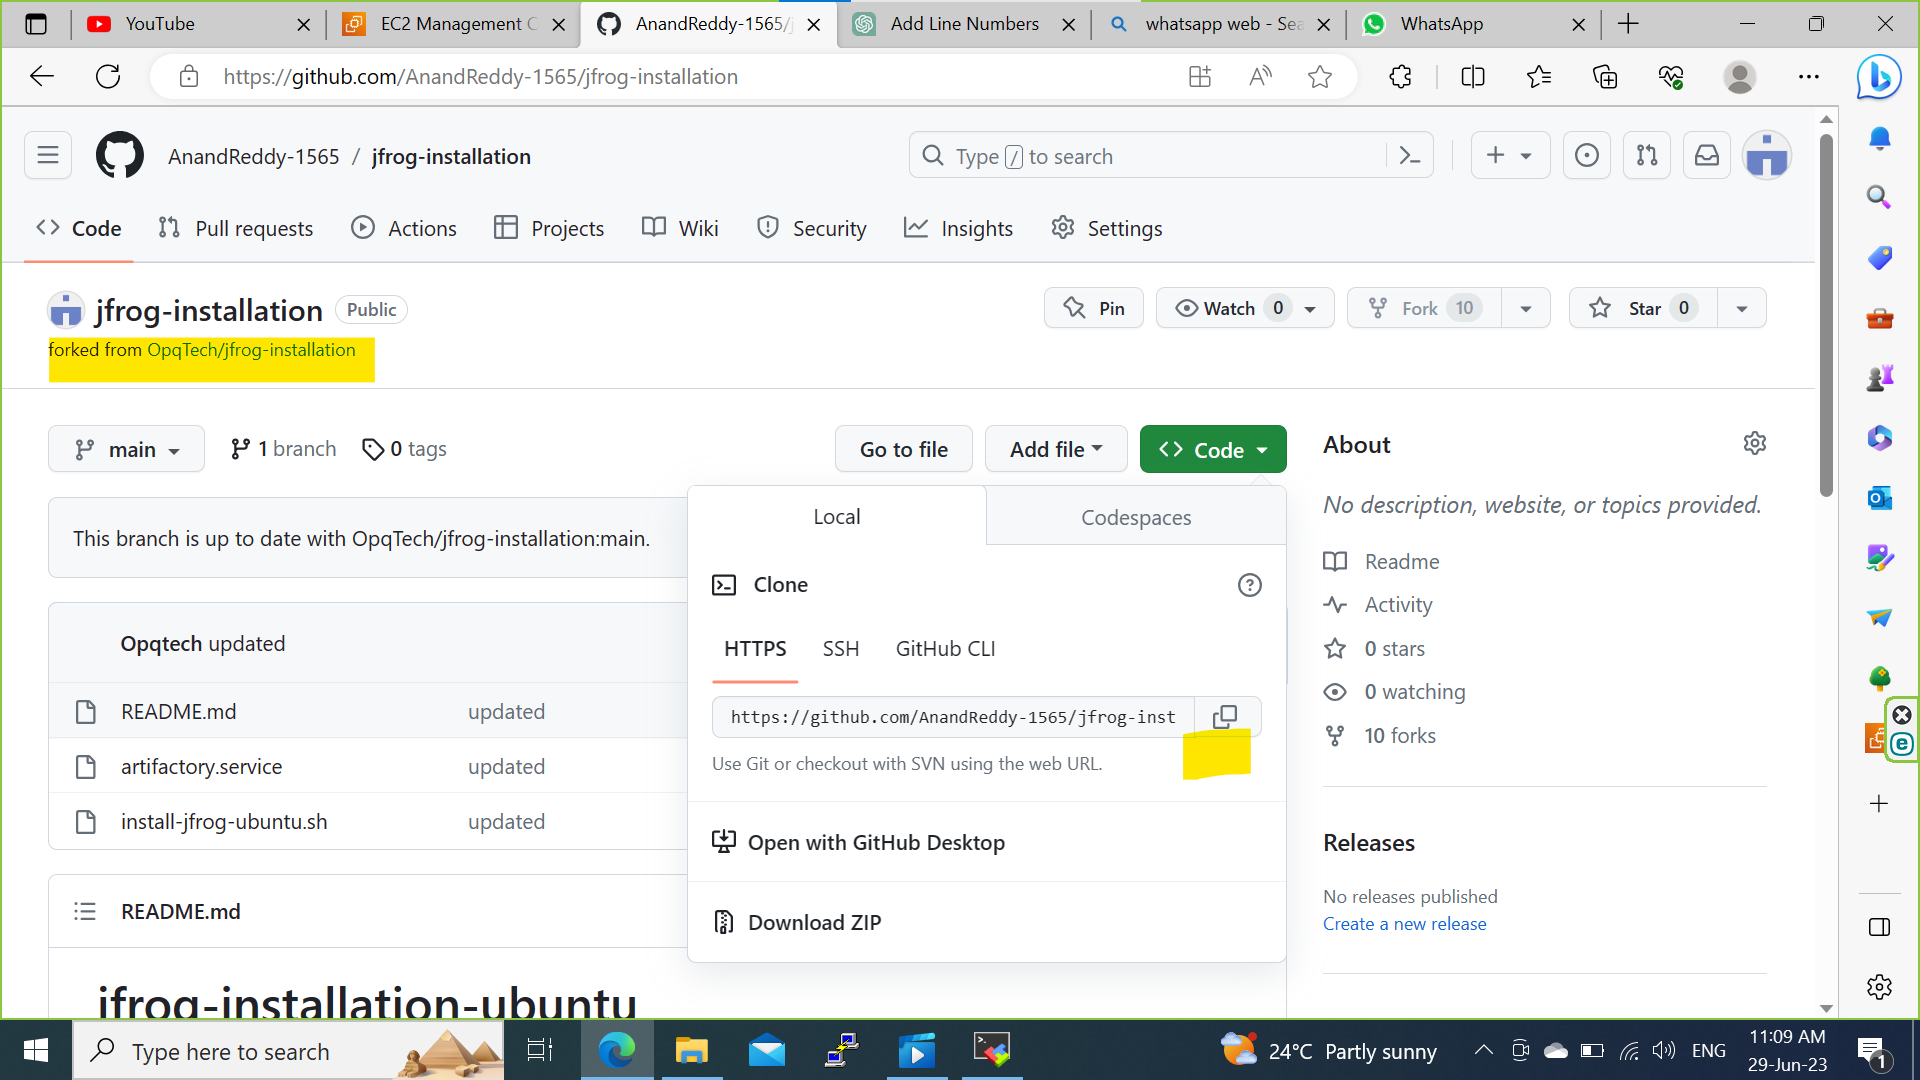 YouTube
EC2 Management C
AnandReddy-1565/j
Add Line Numbers
whatsapp web - Sea
WhatsApp
https://github.com/AnandReddy-1565/jfrog-installation
AnandReddy-1565 / jfrog-installation
Type / to search
Code
Pull requests
Actions
Projects
Wiki
Security
Insights
Settings
jfrog-installation
Public
Pin
Watch 0
Fork 10
Star 0
forked from OpqTech/jfrog-installation
main
1 branch
0 tags
Go to file
Add file
Code
This branch is up to date with OpqTech/jfrog-installation:main.
Opqtech updated
README.md updated
artifactory.service updated
install-jfrog-ubuntu.sh updated
README.md
jfrog-installation-ubuntu
Local
Codespaces
Clone
HTTPS
SSH
GitHub CLI
https://github.com/AnandReddy-1565/jfrog-inst
Use Git or checkout with SVN using the web URL.
Open with GitHub Desktop
Download ZIP
About
No description, website, or topics provided.
Readme
Activity
0 stars
0 watching
10 forks
Releases
No releases published
Create a new release
Type here to search
24°C Partly sunny
ENG
11:09 AM
29-Jun-23
1